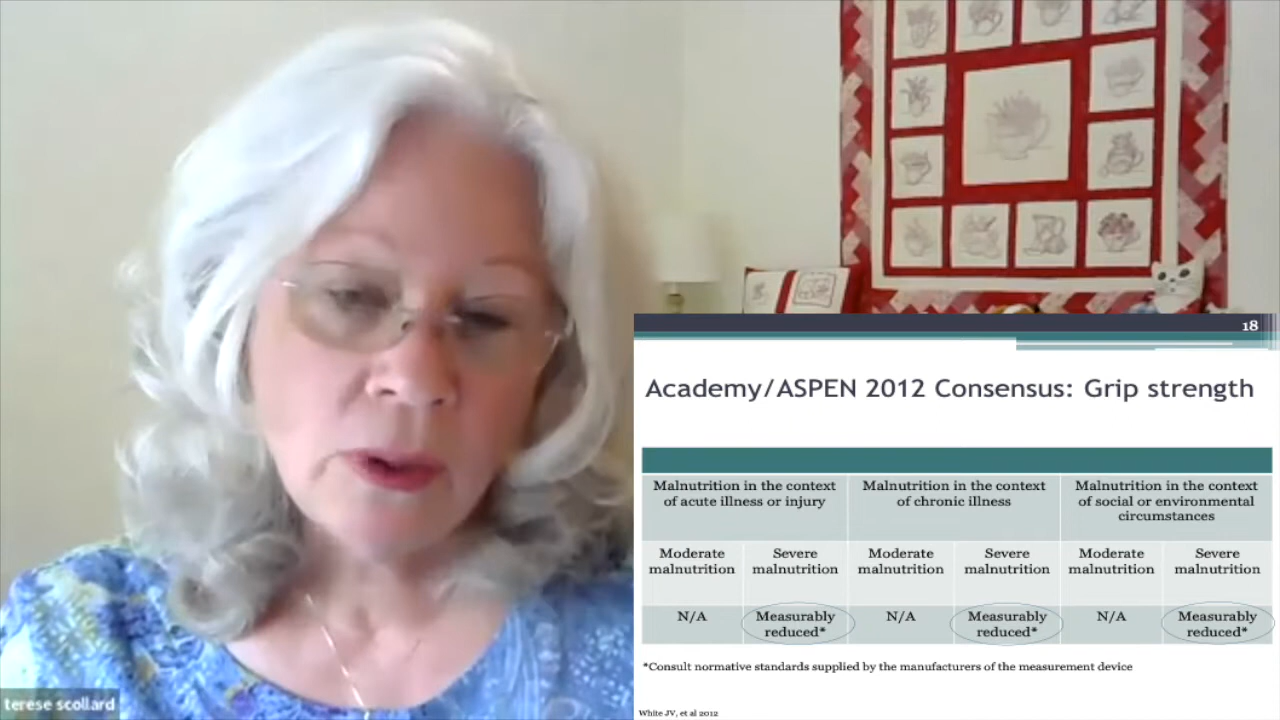 18
Academy/ASPEN 2012 Consensus: Grip strength
Malnutrition in the context
of acute illness or injury
Malnutrition in the context
of chronic illness
Malnutrition in the context
of social or environmental
circumstances
Moderate
malnutrition
Severe
malnutrition
Moderate
malnutrition
Severe
malnutrition
Moderate
malnutrition
Severe
malnutrition
N/A
Measurably
reduced*
N/A
Measurably
reduced*
N/A
Measurably
reduced*
*Consult normative standards supplied by the manufacturers of the measurement device
White JV, et al 2012
terese scollard